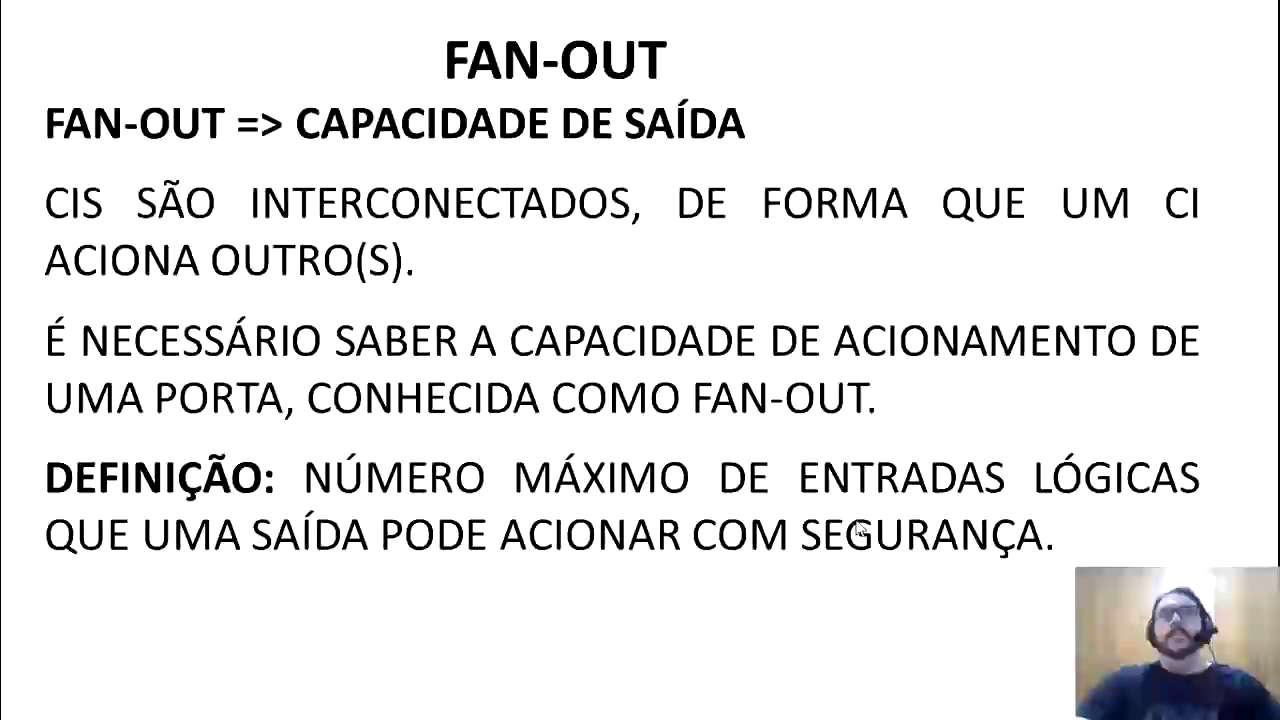 FAN-OUT
FAN-OUT => CAPACIDADE DE SAÍDA
CIS SÃO INTERCONECTADOS, DE FORMA QUE UM CI
ACIONA OUTRO(S).
É NECESSÁRIO SABER A CAPACIDADE DE ACIONAMENTO DE
UMA PORTA, CONHECIDA COMO FAN-OUT.
DEFINIÇÃO: NÚMERO MÁXIMO DE ENTRADAS LÓGICAS
QUE UMA SAÍDA PODE ACIONAR COM SEGURANÇA.